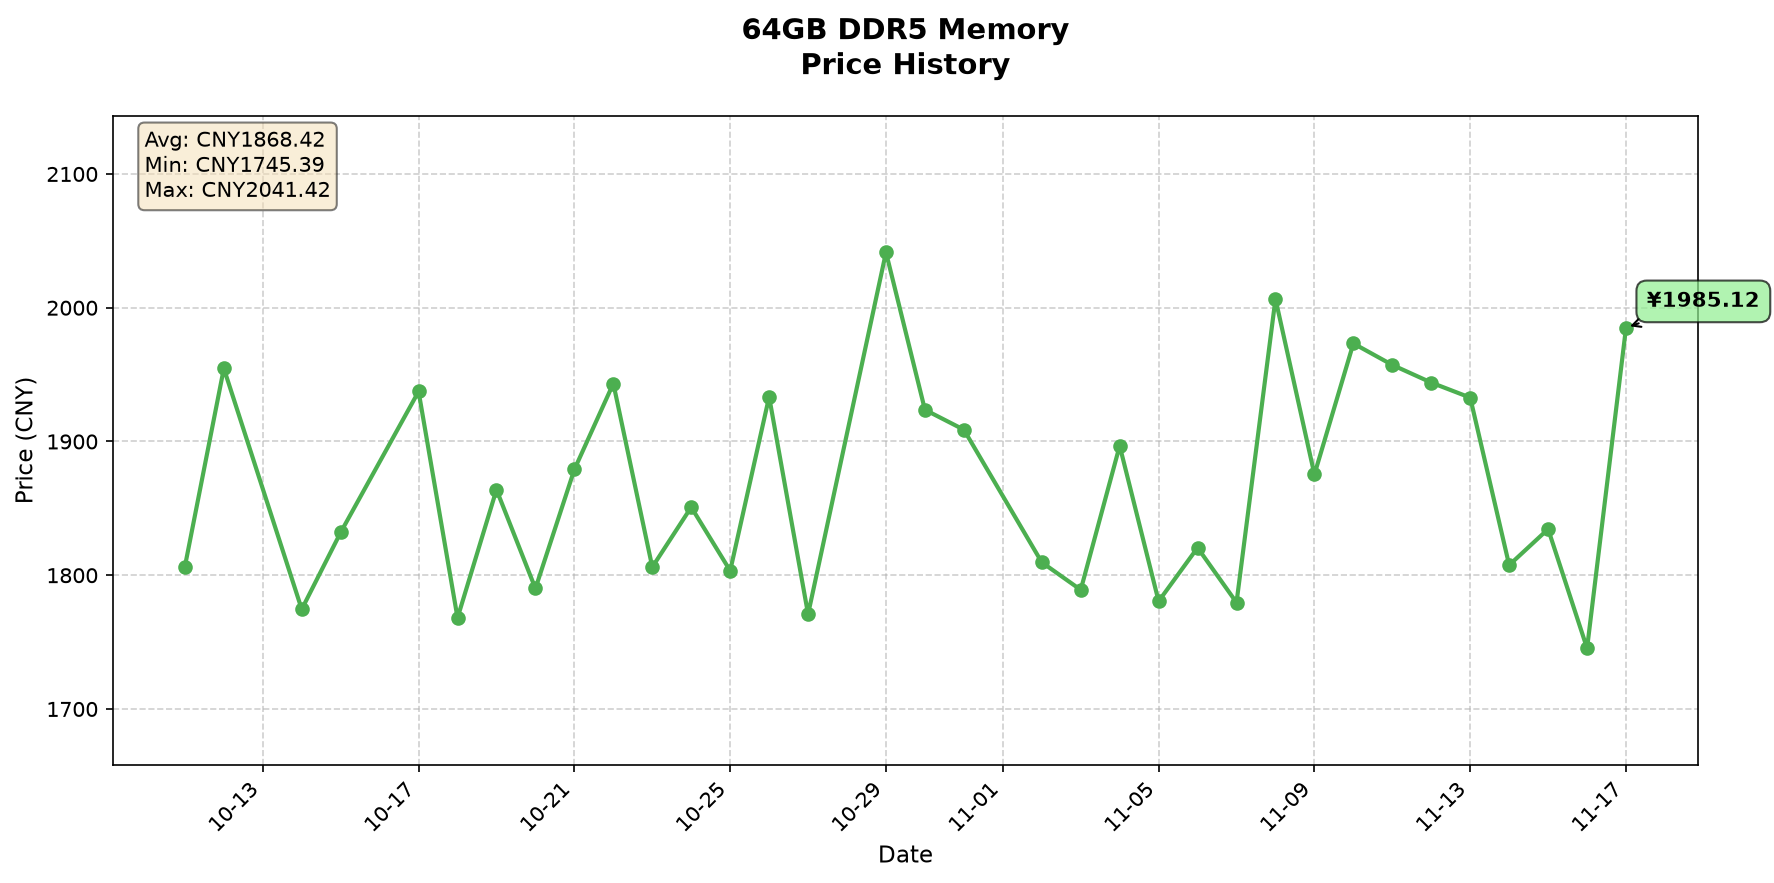 64GB DDR5 Memory
Price History
Avg: CNY1868.42
Min: CNY1745.39
Max: CNY2041.42
¥1985.12
Price (CNY)
2100
2000
1900
1800
1700
10-13
10-17
10-21
10-25
10-29
11-01
11-05
11-09
11-13
11-17
Date